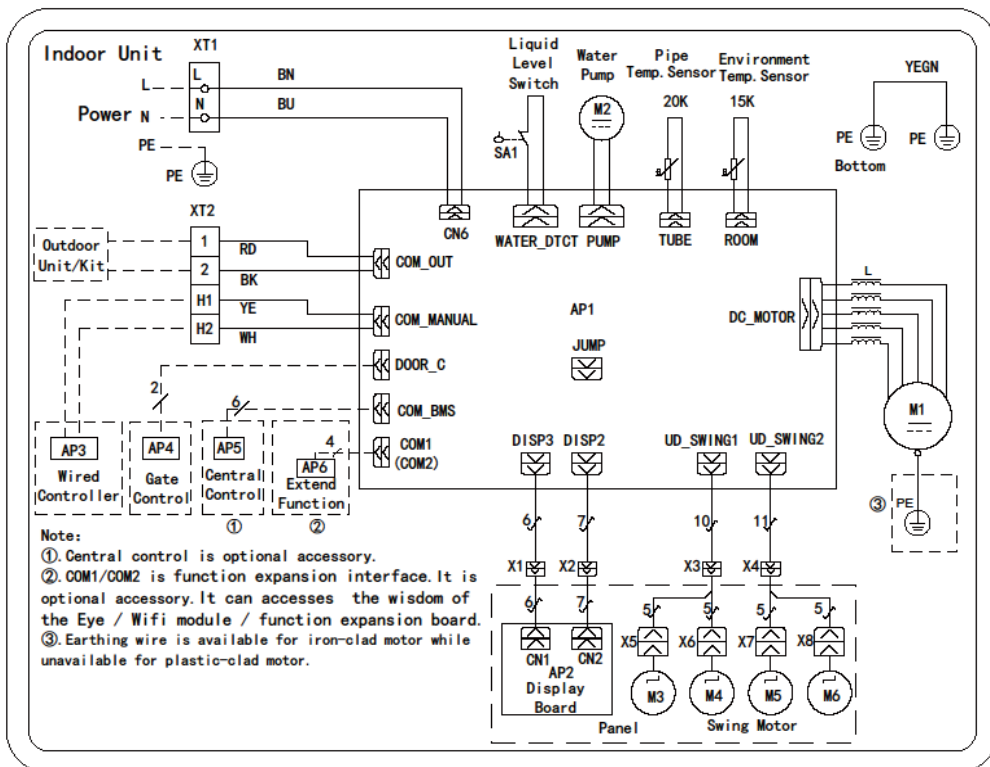 Indoor Unit
XT1
L
L
BN
Power N
N
BU
PE
PE
Liquid
Level
Switch
SA1
Water
Pump
M2
Pipe
Temp. Sensor
20K
Environment
Temp. Sensor
15K
YEGN
PE
PE
Bottom
CN6
WATER_DTCT
PUMP
TUBE
ROOM
XT2
Outdoor
Unit/Kit
1
RD
2
BK
H1
YE
H2
WH
COM_OUT
COM_MANUAL
DOOR_C
COM_BMS
COM1
(COM2)
AP1
JUMP
DC_MOTOR
L
M1
③
PE
2
6
4
AP3
Wired
Controller
AP4
Gate
Control
AP5
Central
Control
①
AP6
Extend
Function
②
DISP3
DISP2
UD_SWING1
UD_SWING2
6
7
10
11
X1
X2
X3
X4
6
7
5
5
5
5
X5
X6
X7
X8
CN1
CN2
AP2
Display
Board
M3
M4
M5
M6
Panel
Swing Motor
Note:
①. Central control is optional accessory.
②. COM1/COM2 is function expansion interface. It is
optional accessory. It can accesses the wisdom of
the Eye / Wifi module / function expansion board.
③. Earthing wire is available for iron-clad motor while
unavailable for plastic-clad motor.